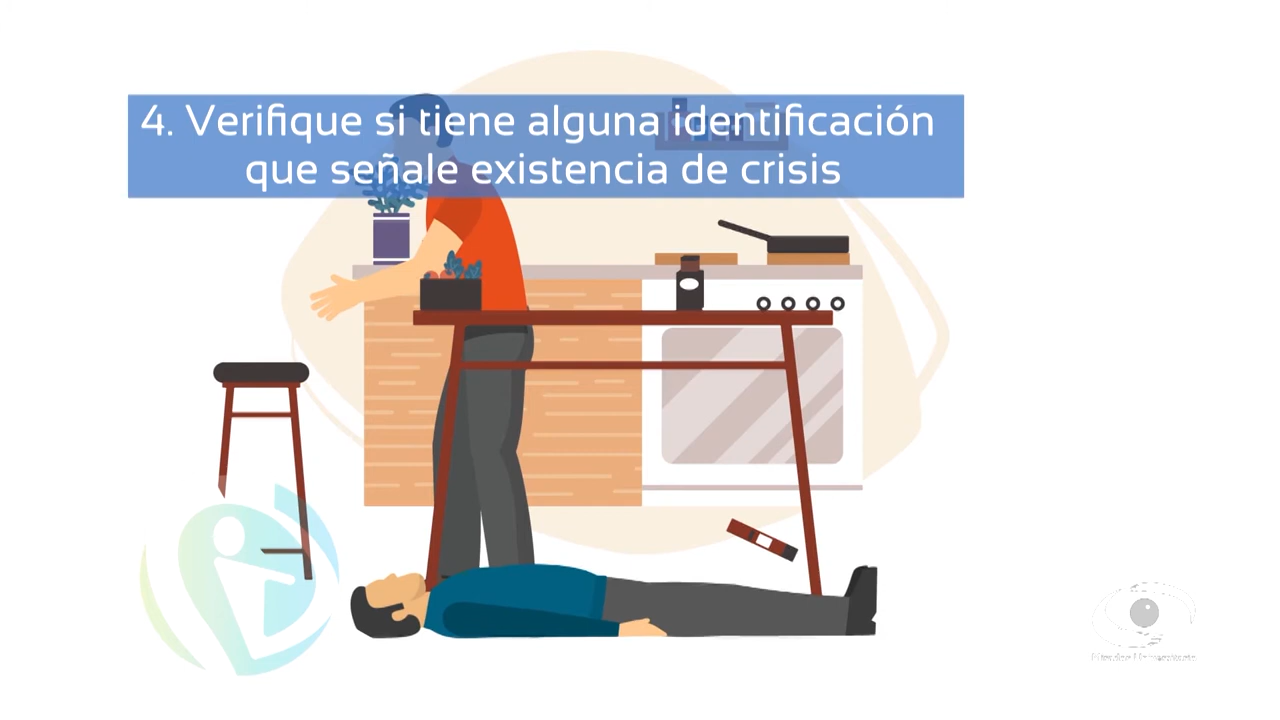 4. Verifique si tiene alguna identificación
que señale existencia de crisis